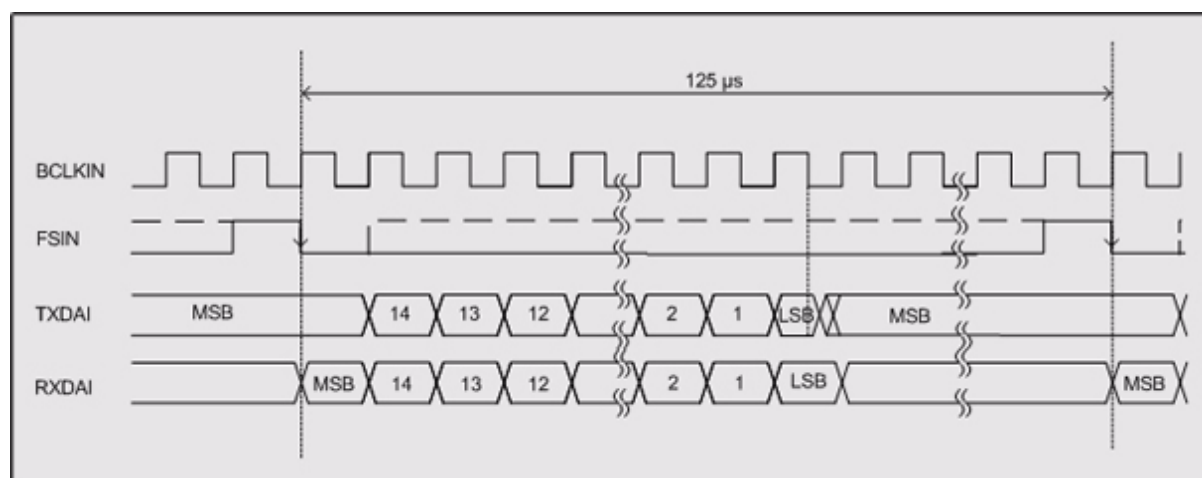 125 µs
BCLKIN
FSIN
TXDAI MSB 14 13 12 2 1 LSB MSB
RXDAI MSB 14 13 12 2 1 LSB MSB